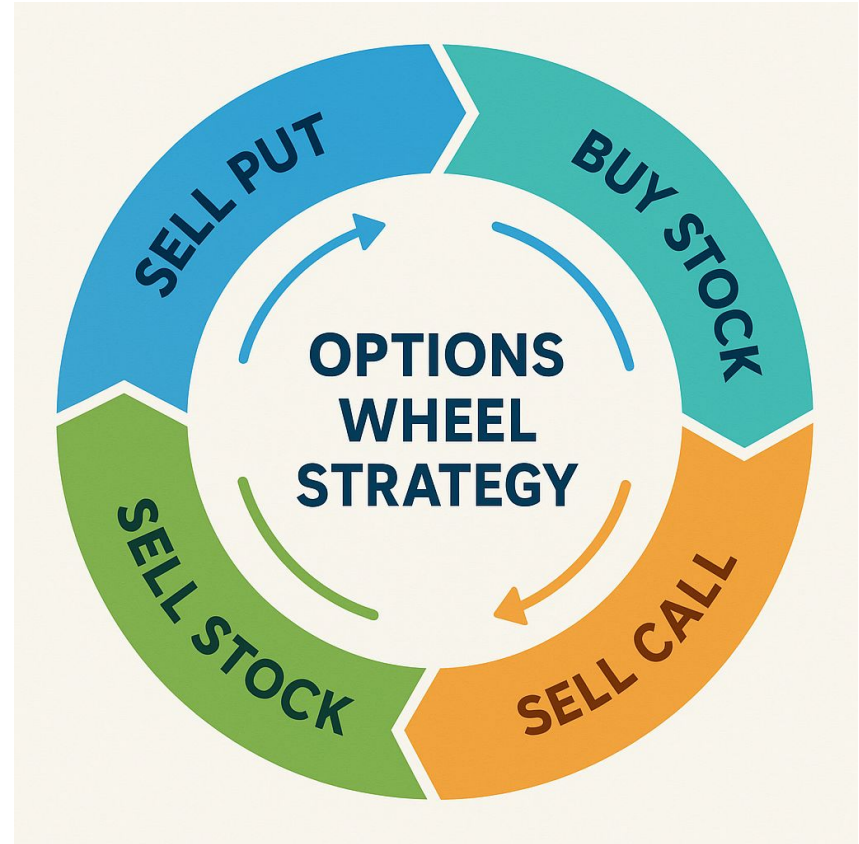 OPTIONS
WHEEL
STRATEGY
SELL PUT
BUY STOCK
SELL CALL
SELL STOCK